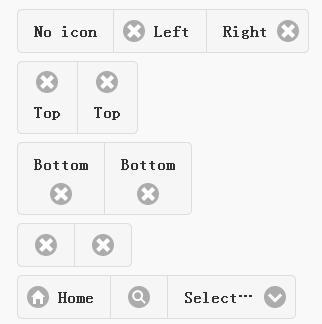 No icon Left Right
Top Top
Bottom Bottom
Home Select…